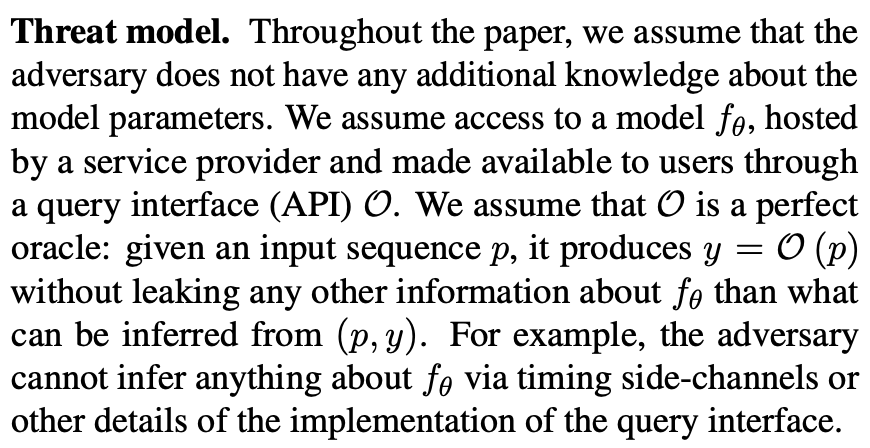 Threat model. Throughout the paper, we assume that the
adversary does not have any additional knowledge about the
model parameters. We assume access to a model fθ, hosted
by a service provider and made available to users through
a query interface (API) 𝒪. We assume that 𝒪 is a perfect
oracle: given an input sequence p, it produces y = 𝒪 (p)
without leaking any other information about fθ than what
can be inferred from (p, y). For example, the adversary
cannot infer anything about fθ via timing side-channels or
other details of the implementation of the query interface.